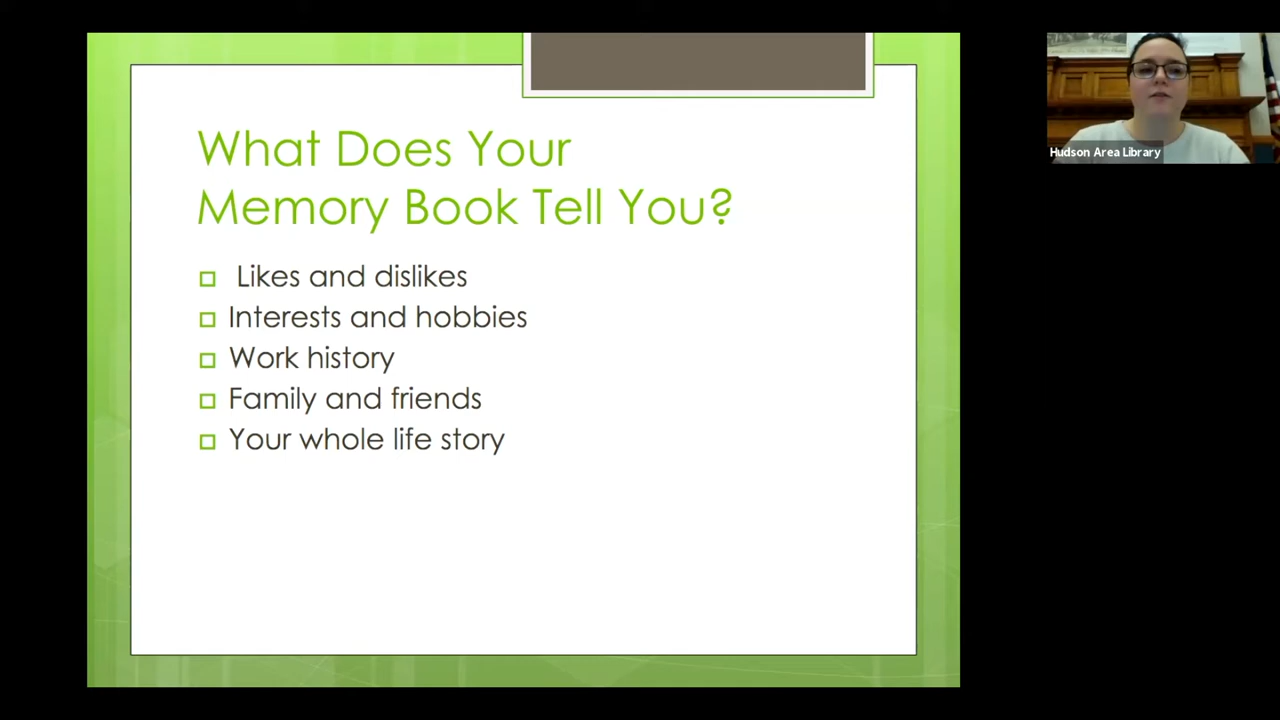 What Does Your
Memory Book Tell You?
Likes and dislikes
Interests and hobbies
Work history
Family and friends
Your whole life story
Hudson Area Library